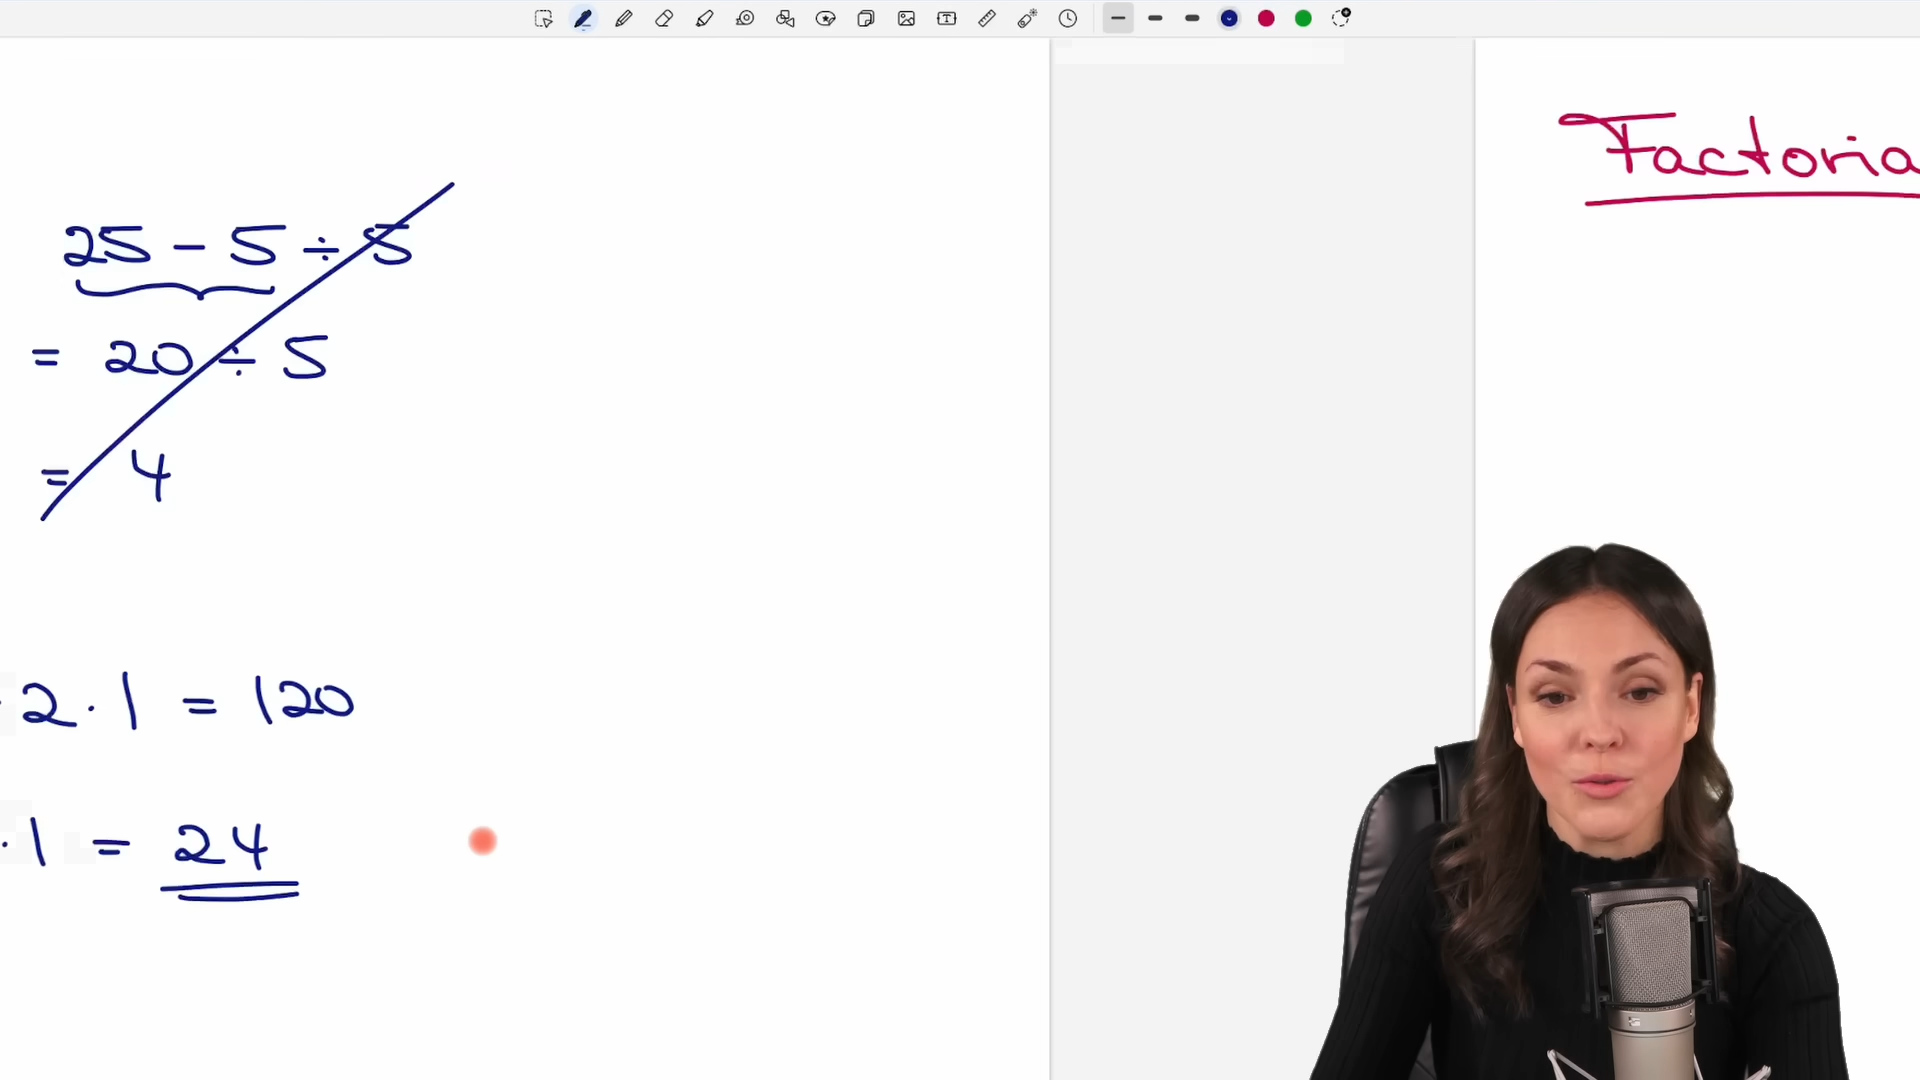 25 - 5 ÷ 5
= 20 ÷ 5
= 4
· 2 · 1 = 120
· 1 = 24
Factoria